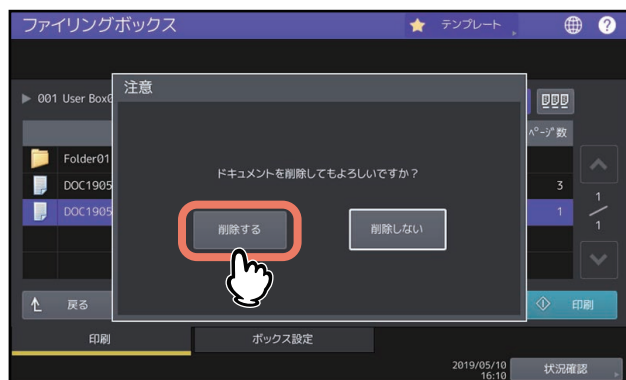 ファイリングボックス
テンプレート
?
001 User Box0
注意
ページ数
Folder01
DOC1905 3
DOC1905 1
1
1
ドキュメントを削除してもよろしいですか？
削除する 削除しない
戻る
印刷
印刷 ボックス設定
2019/05/10
16:10
状況確認